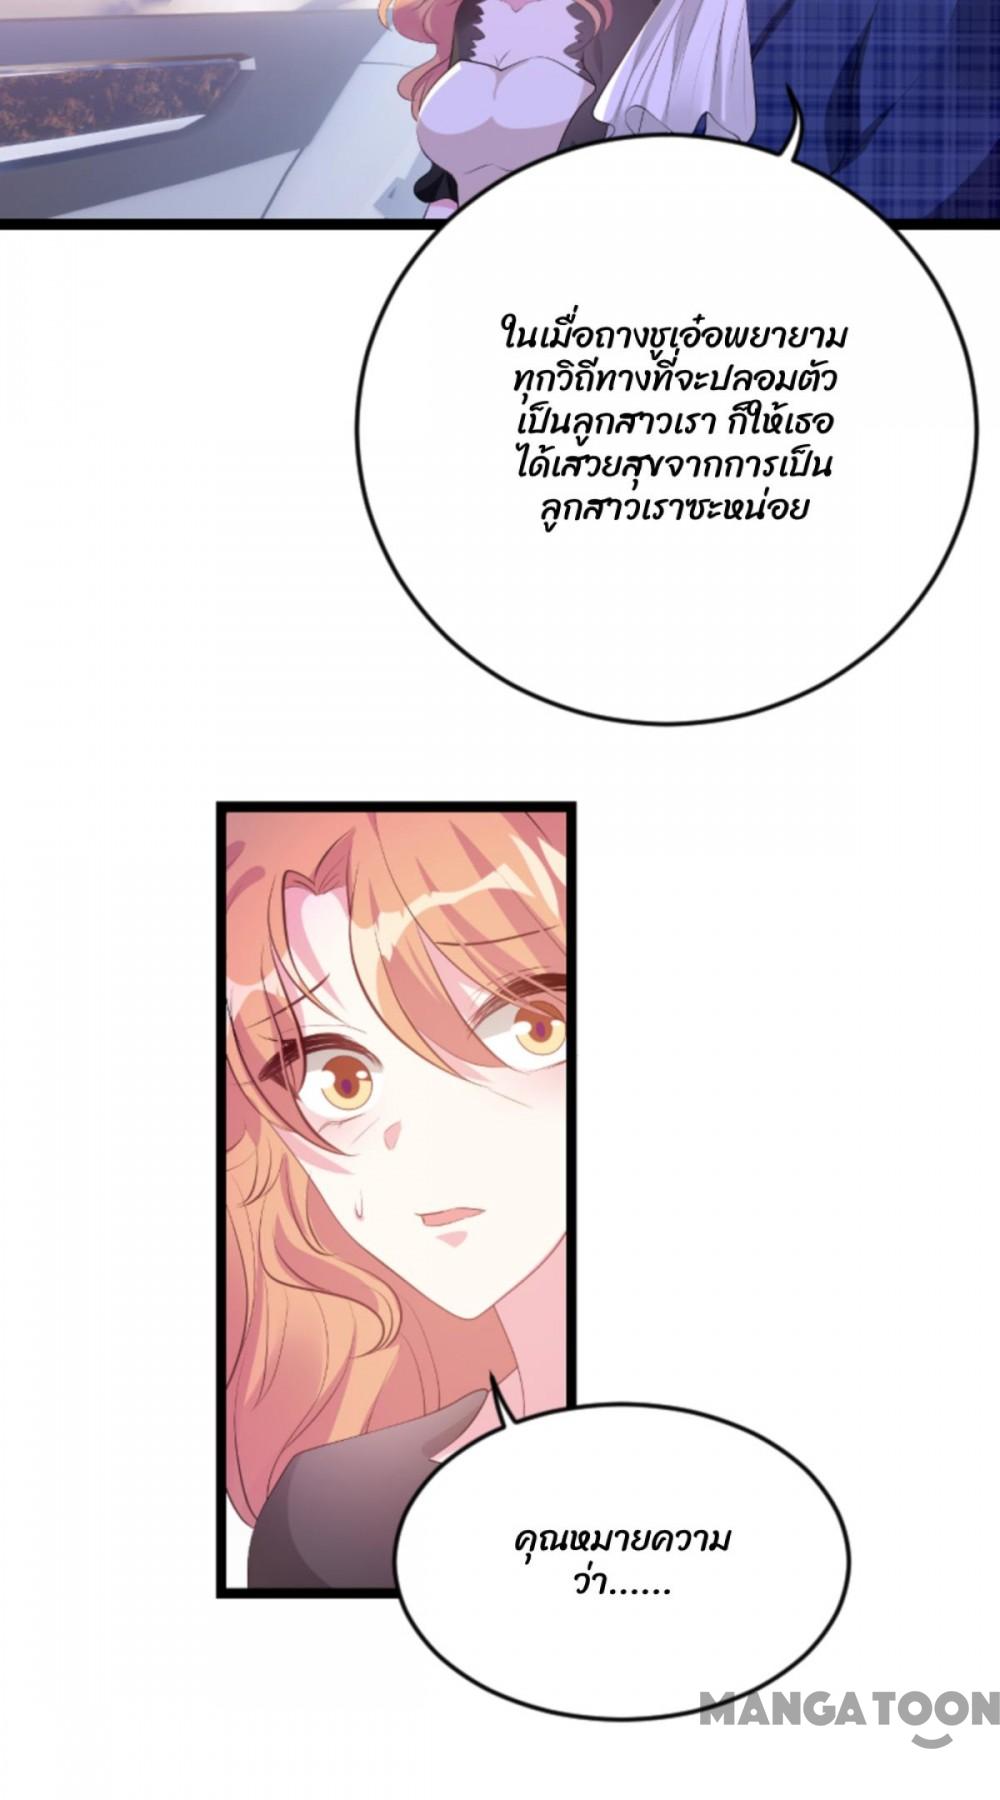 ในเมื่อถางชูเอ๋อพยายาม
ทุกวิถีทางที่จะปลอมตัว
เป็นลูกสาวเรา ก็ให้เธอ
ได้เสวยสุขจากการเป็น
ลูกสาวเราซะหน่อย
คุณหมายความ
ว่า......
MANGATOON